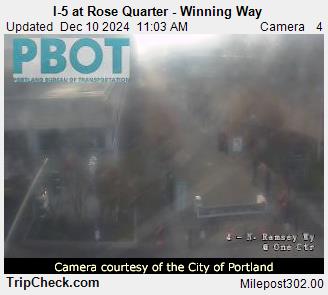 I-5 at Rose Quarter - Winning Way
Updated Dec 10 2024 11:03 AM Camera 4
PBOT
PORTLAND BUREAU OF TRANSPORTATION
4 - N. Ramsey Wy
@ One Ctr
Camera courtesy of the City of Portland
TripCheck.com Milepost302.00